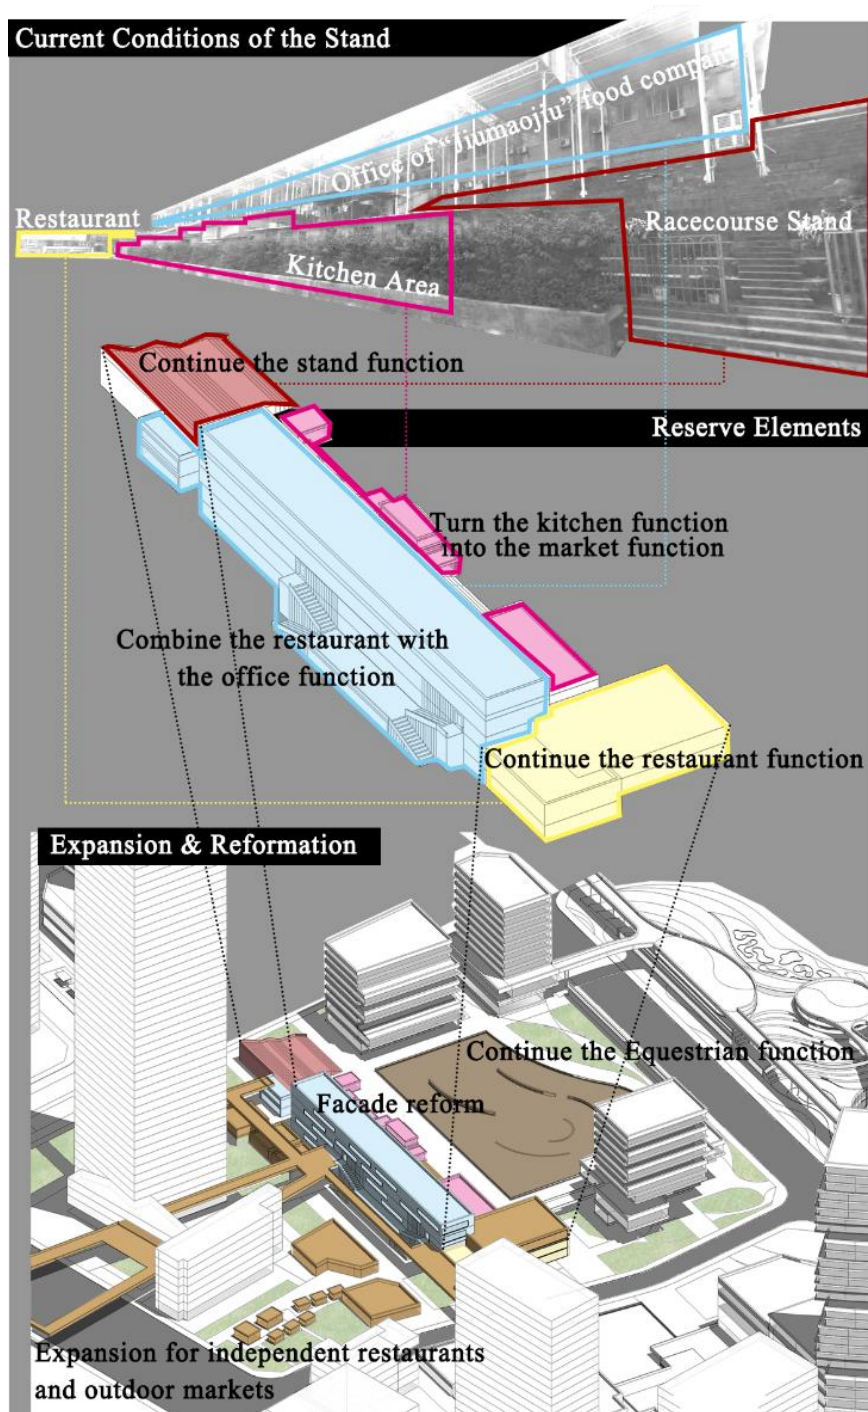 Current Conditions of the Stand
Office of "Jiumaojiu" food compan
Restaurant
Racecourse Stand
Kitchen Area
Continue the stand function
Reserve Elements
Turn the kitchen function
into the market function
Combine the restaurant with
the office function
Continue the restaurant function
Expansion & Reformation
Continue the Equestrian function
Facade reform
Expansion for independent restaurants
and outdoor markets